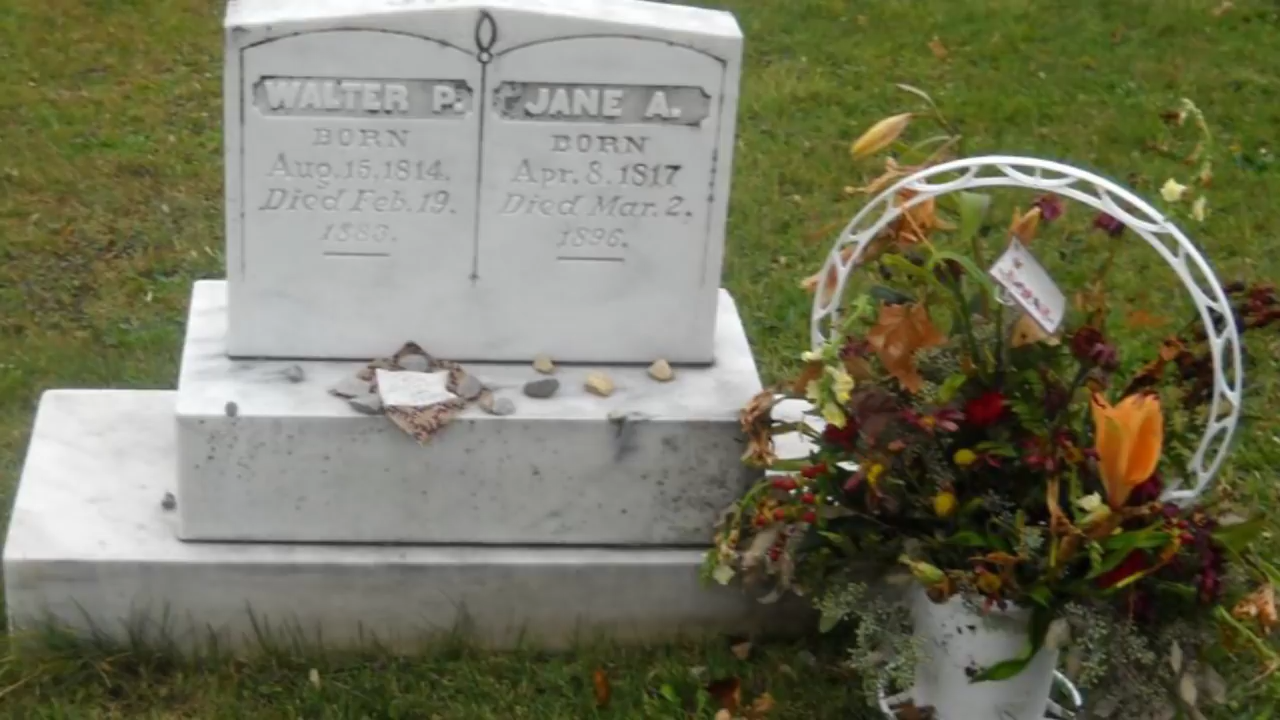 WALTER P.
BORN
Aug. 15, 1814.
Died Feb. 19.
1883.
JANE A.
BORN
Apr. 8. 1817
Died Mar. 2.
1896.